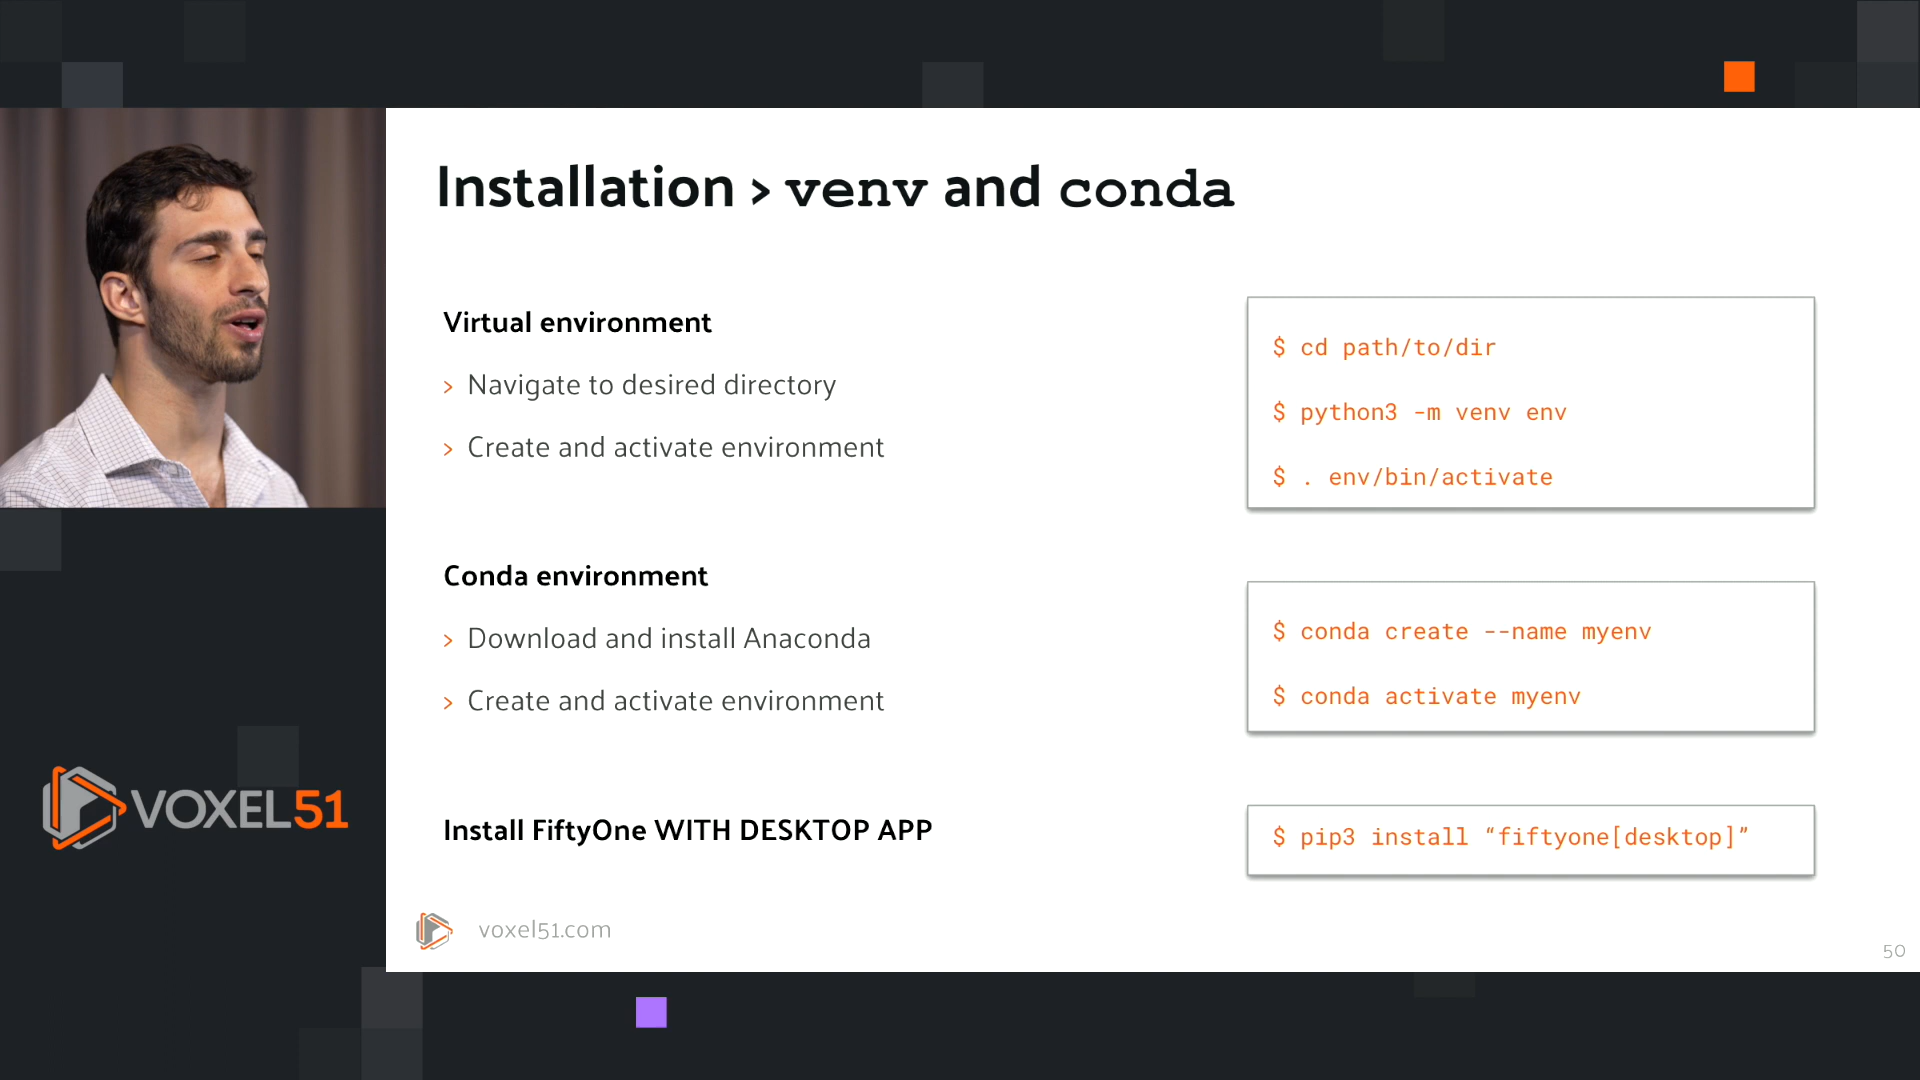 Installation > venv and conda
Virtual environment
> Navigate to desired directory
> Create and activate environment
$ cd path/to/dir
$ python3 -m venv env
$ . env/bin/activate
Conda environment
> Download and install Anaconda
> Create and activate environment
$ conda create --name myenv
$ conda activate myenv
Install FiftyOne WITH DESKTOP APP
$ pip3 install “fiftyone[desktop]”
VOXEL51
voxel51.com
50